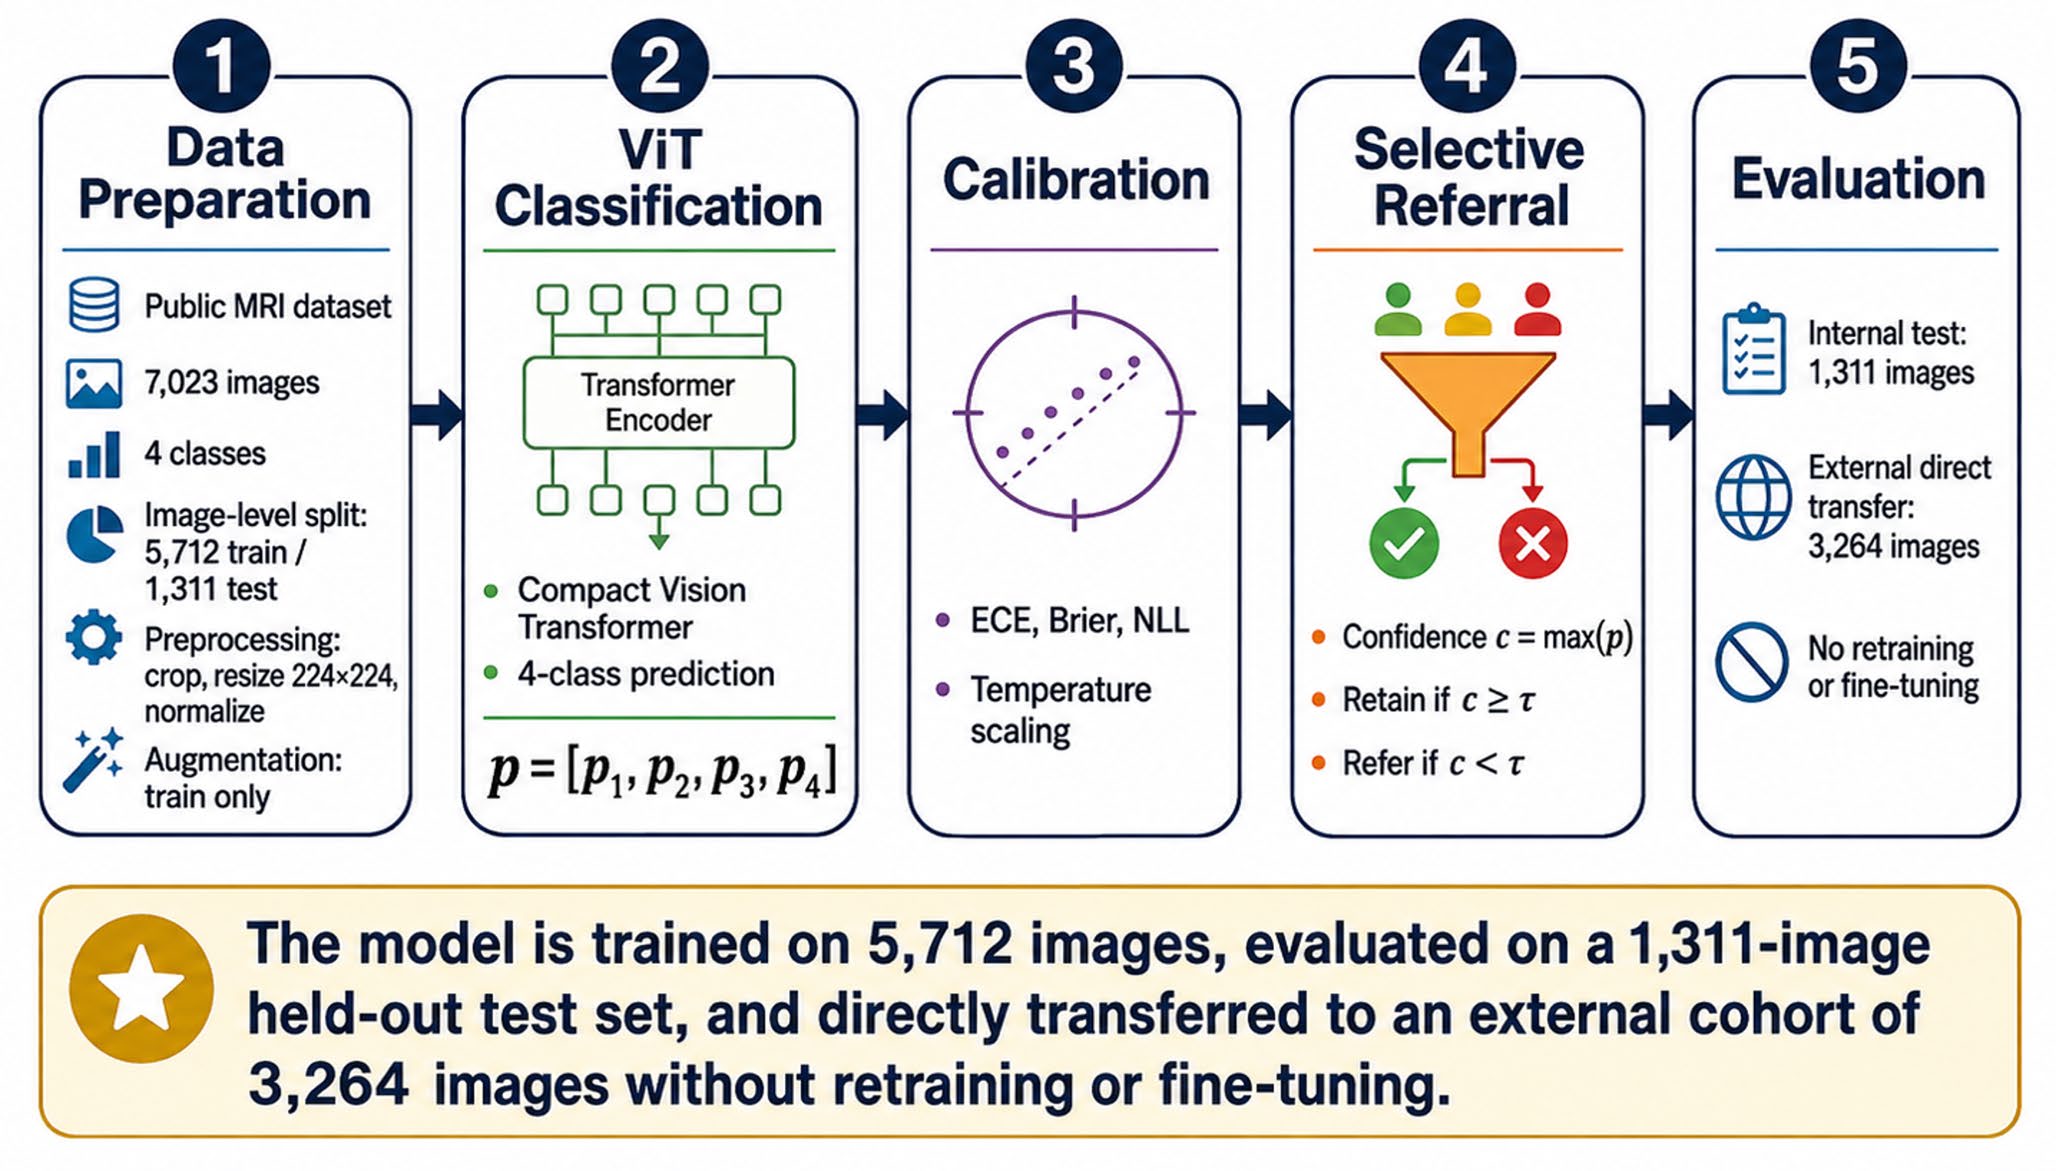 1
Data
Preparation
Public MRI dataset
7,023 images
4 classes
Image-level split:
5,712 train /
1,311 test
Preprocessing:
crop, resize 224×224,
normalize
Augmentation:
train only
2
ViT
Classification
Transformer
Encoder
• Compact Vision
Transformer
• 4-class prediction
p = [p₁, p₂, p₃, p₄]
3
Calibration
• ECE, Brier, NLL
• Temperature
scaling
4
Selective
Referral
• Confidence c = max(p)
• Retain if c ≥ τ
• Refer if c < τ
5
Evaluation
Internal test:
1,311 images
External direct
transfer:
3,264 images
No retraining
or fine-tuning
The model is trained on 5,712 images, evaluated on a 1,311-image
held-out test set, and directly transferred to an external cohort of
3,264 images without retraining or fine-tuning.